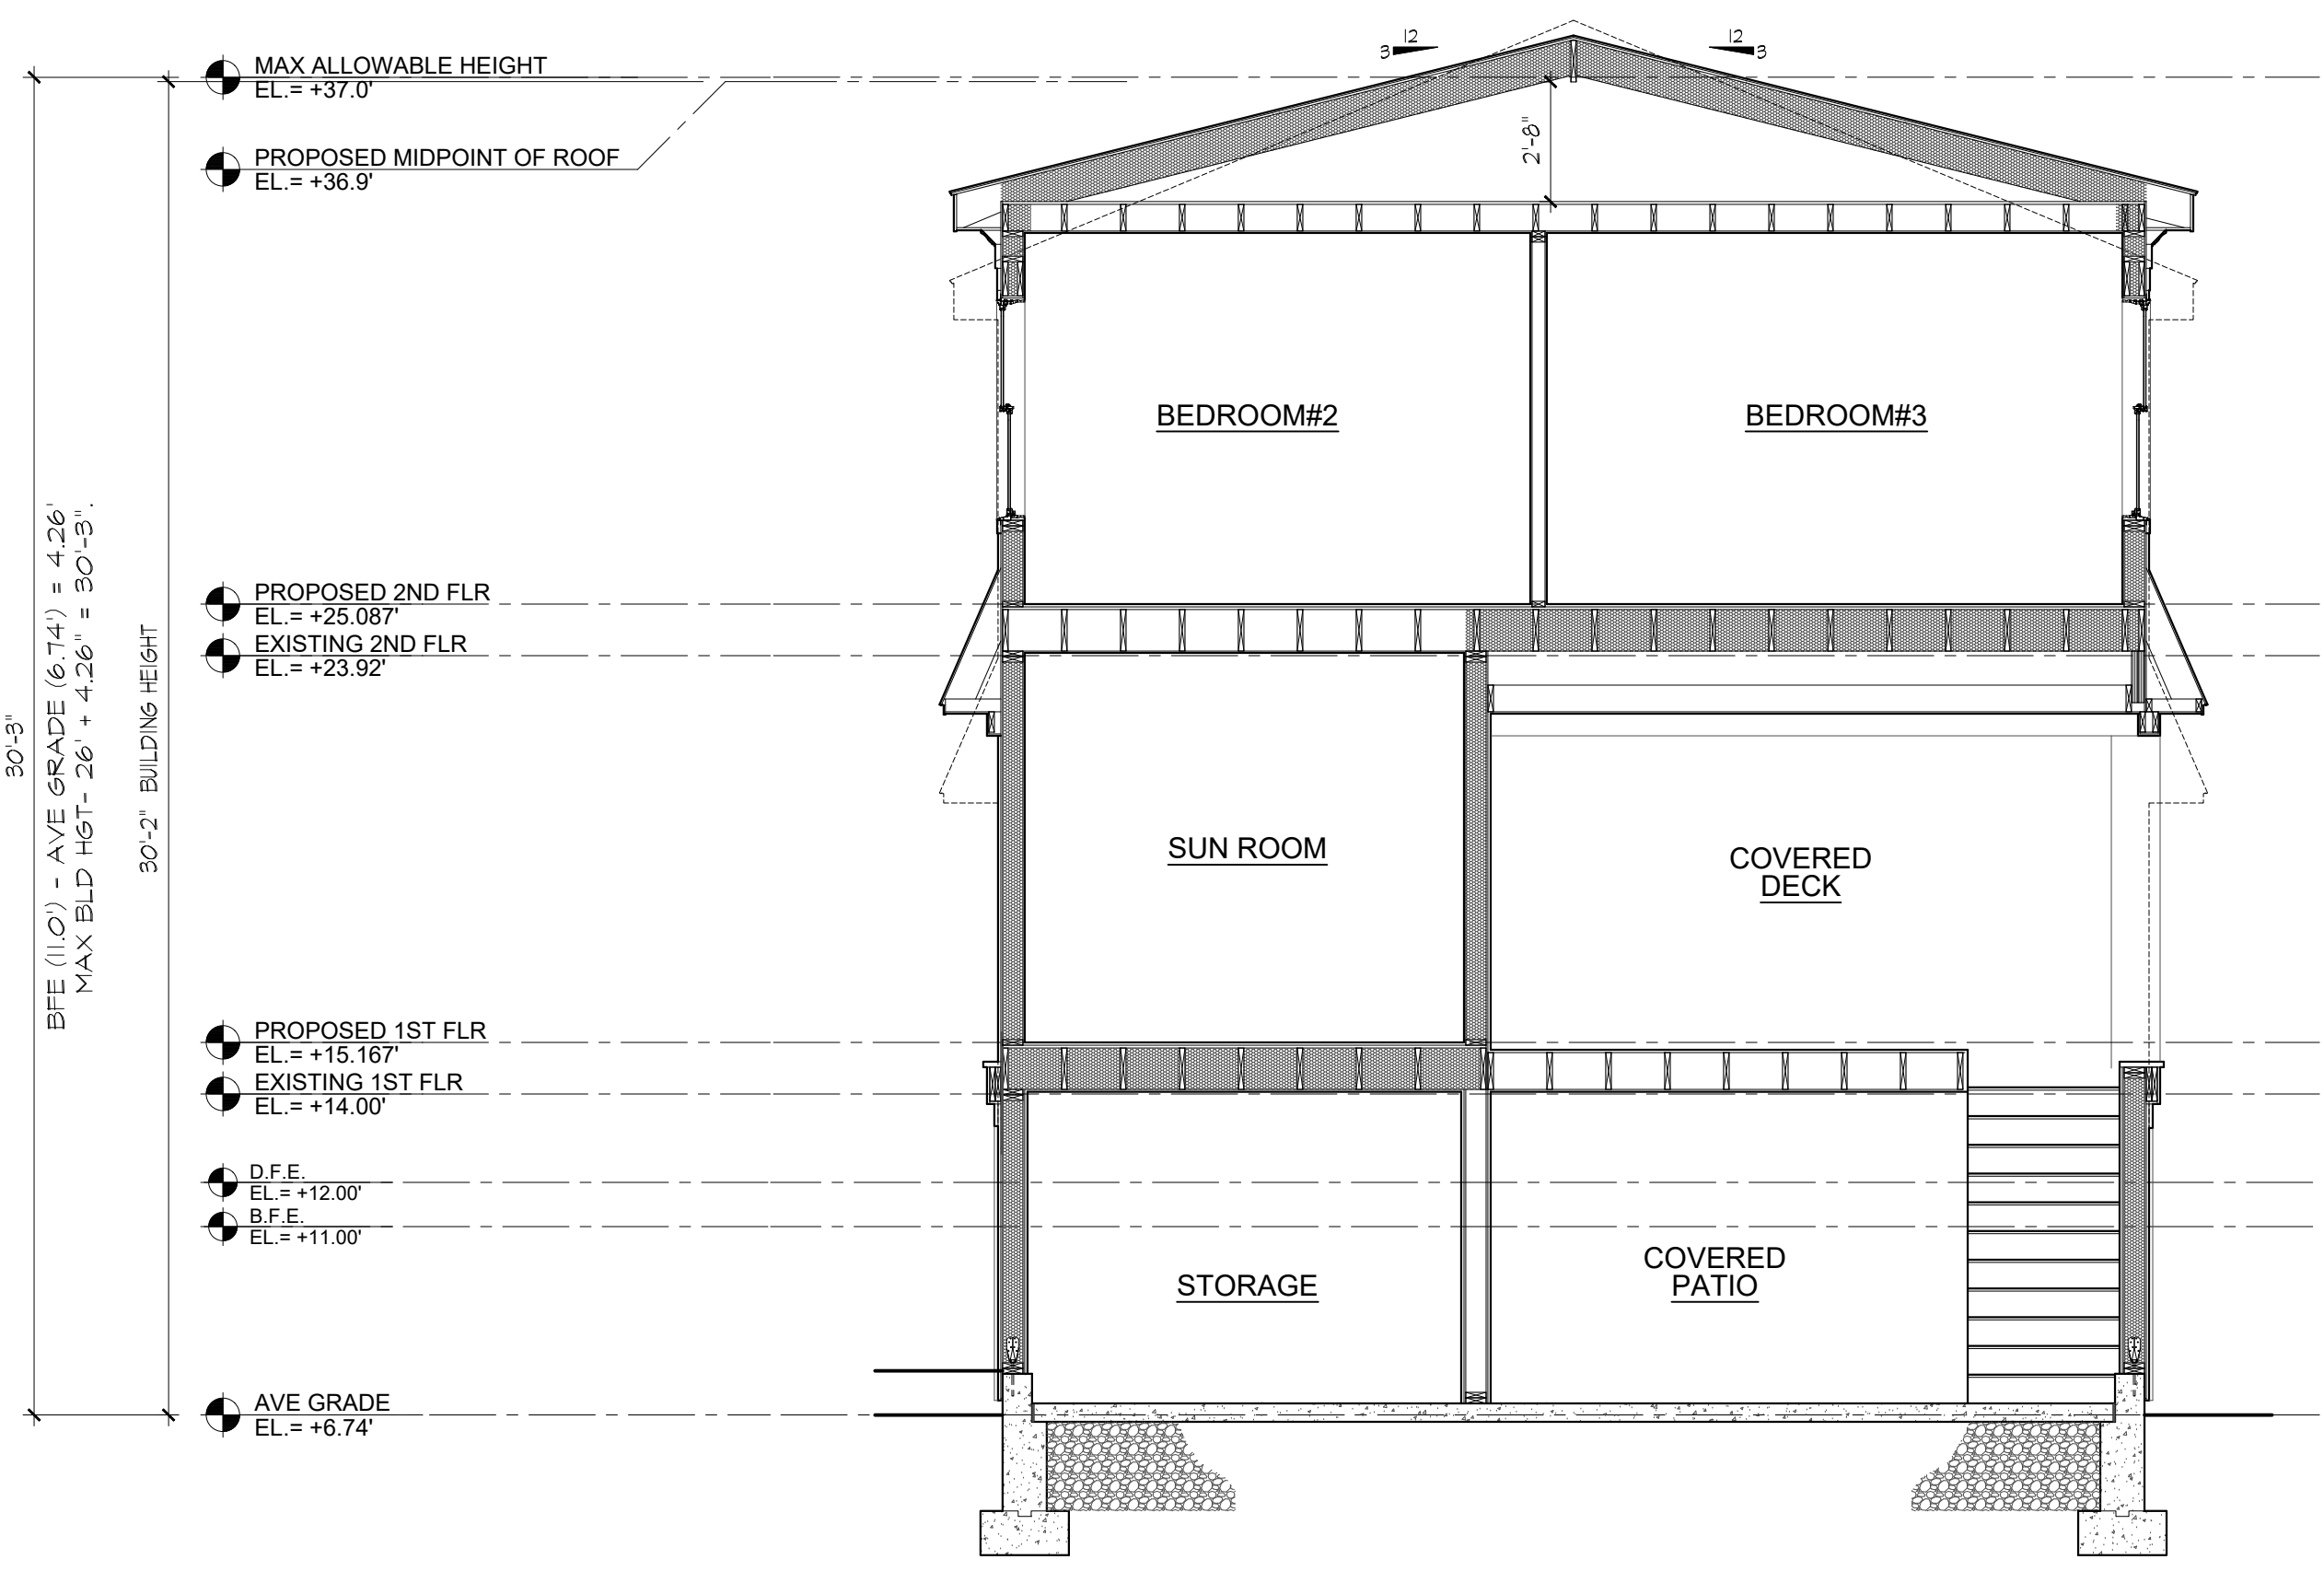 12
3
12
3
MAX ALLOWABLE HEIGHT
EL.= +37.0'
PROPOSED MIDPOINT OF ROOF
EL.= +36.9'
2'-8"
BEDROOM#2
BEDROOM#3
PROPOSED 2ND FLR
EL.= +25.087'
EXISTING 2ND FLR
EL.= +23.92'
30'-3"
BFE (11.0') - AVE GRADE (6.74') = 4.26'
MAX BLD HGT- 26' + 4.26" = 30'-3".
30'-2" BUILDING HEIGHT
SUN ROOM
COVERED
DECK
PROPOSED 1ST FLR
EL.= +15.167'
EXISTING 1ST FLR
EL.= +14.00'
D.F.E.
EL.= +12.00'
B.F.E.
EL.= +11.00'
STORAGE
COVERED
PATIO
AVE GRADE
EL.= +6.74'